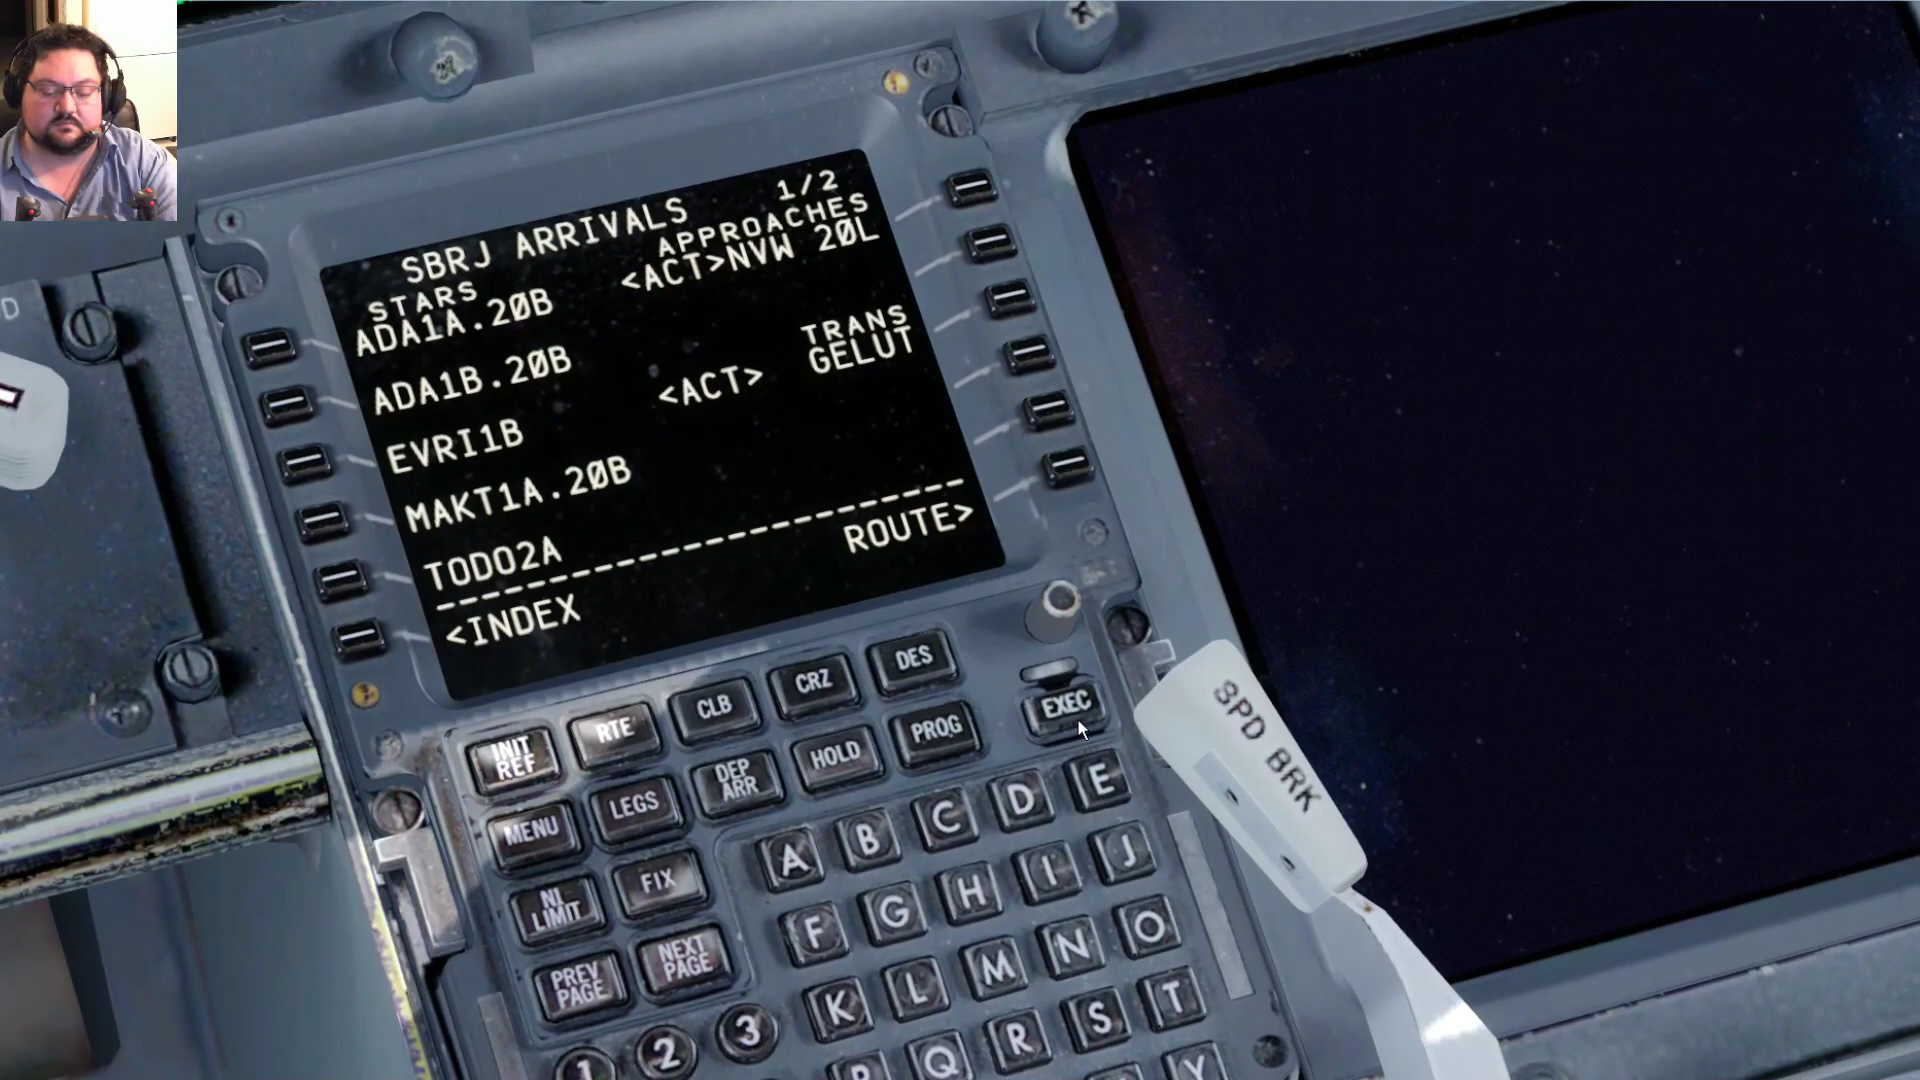 SBRJ ARRIVALS 1/2
STARS APPROACHES
ADA1A.20B <ACT>NVW 20L
TRANS
ADA1B.20B <ACT> GELUT
EVRI1B
MAKT1A.20B
TODO2A
------------------------
<INDEX ROUTE>
INIT REF
RTE
CLB
CRZ
DES
MENU
LEGS
DEP ARR
HOLD
PROG
EXEC
N1 LIMIT
FIX
PREV PAGE
NEXT PAGE
A B C D E
F G H I J
K L M N O
Q R S T
Y
1 2 3
SPD BRK
D